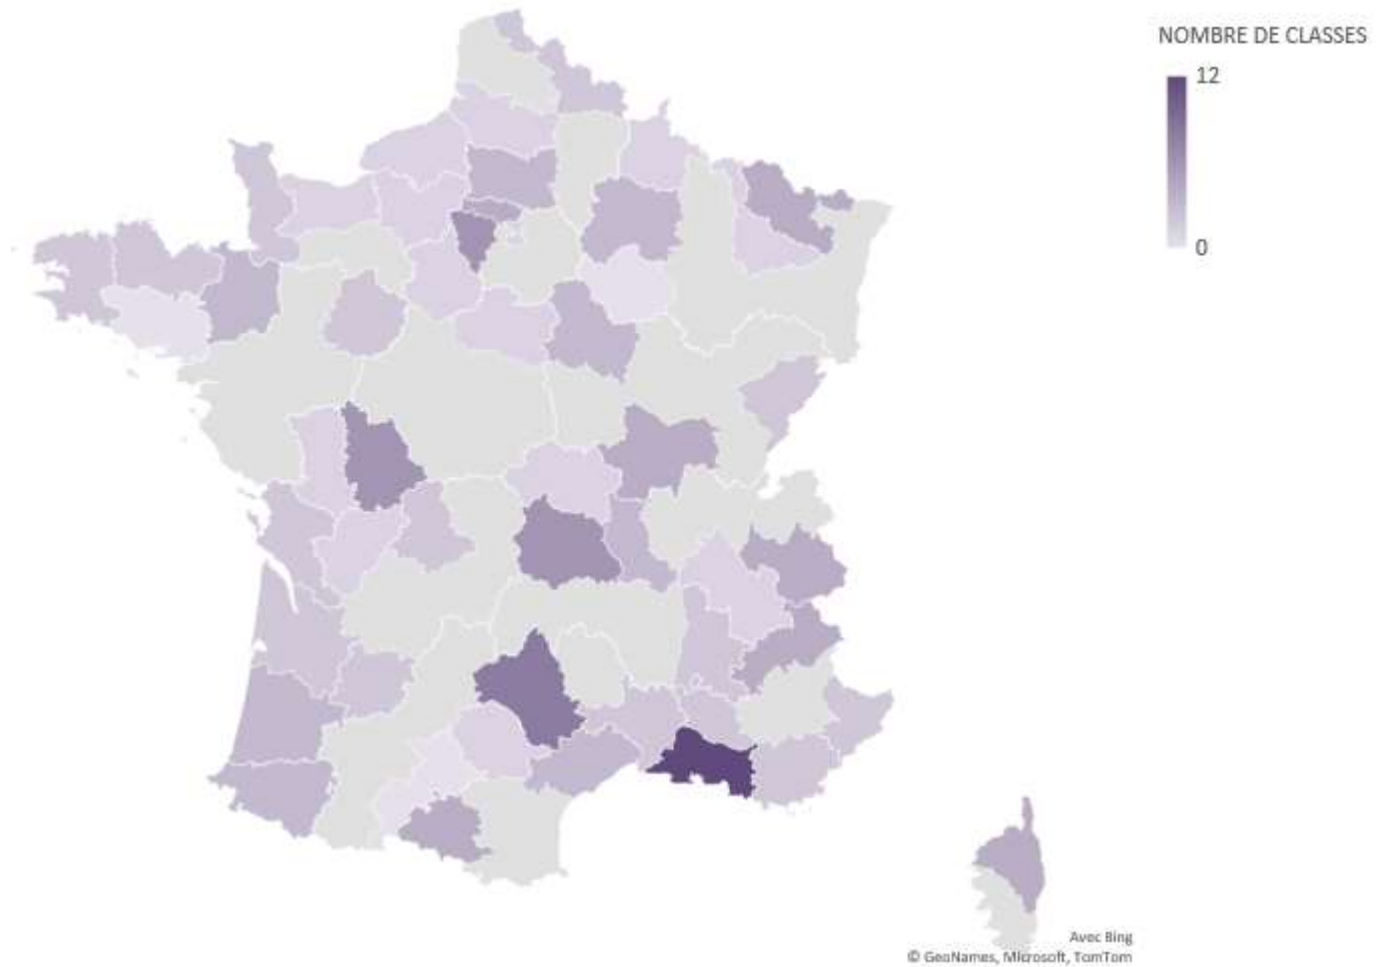 NOMBRE DE CLASSES
12
0
Avec Bing
© GeoNames, Microsoft, TomTom